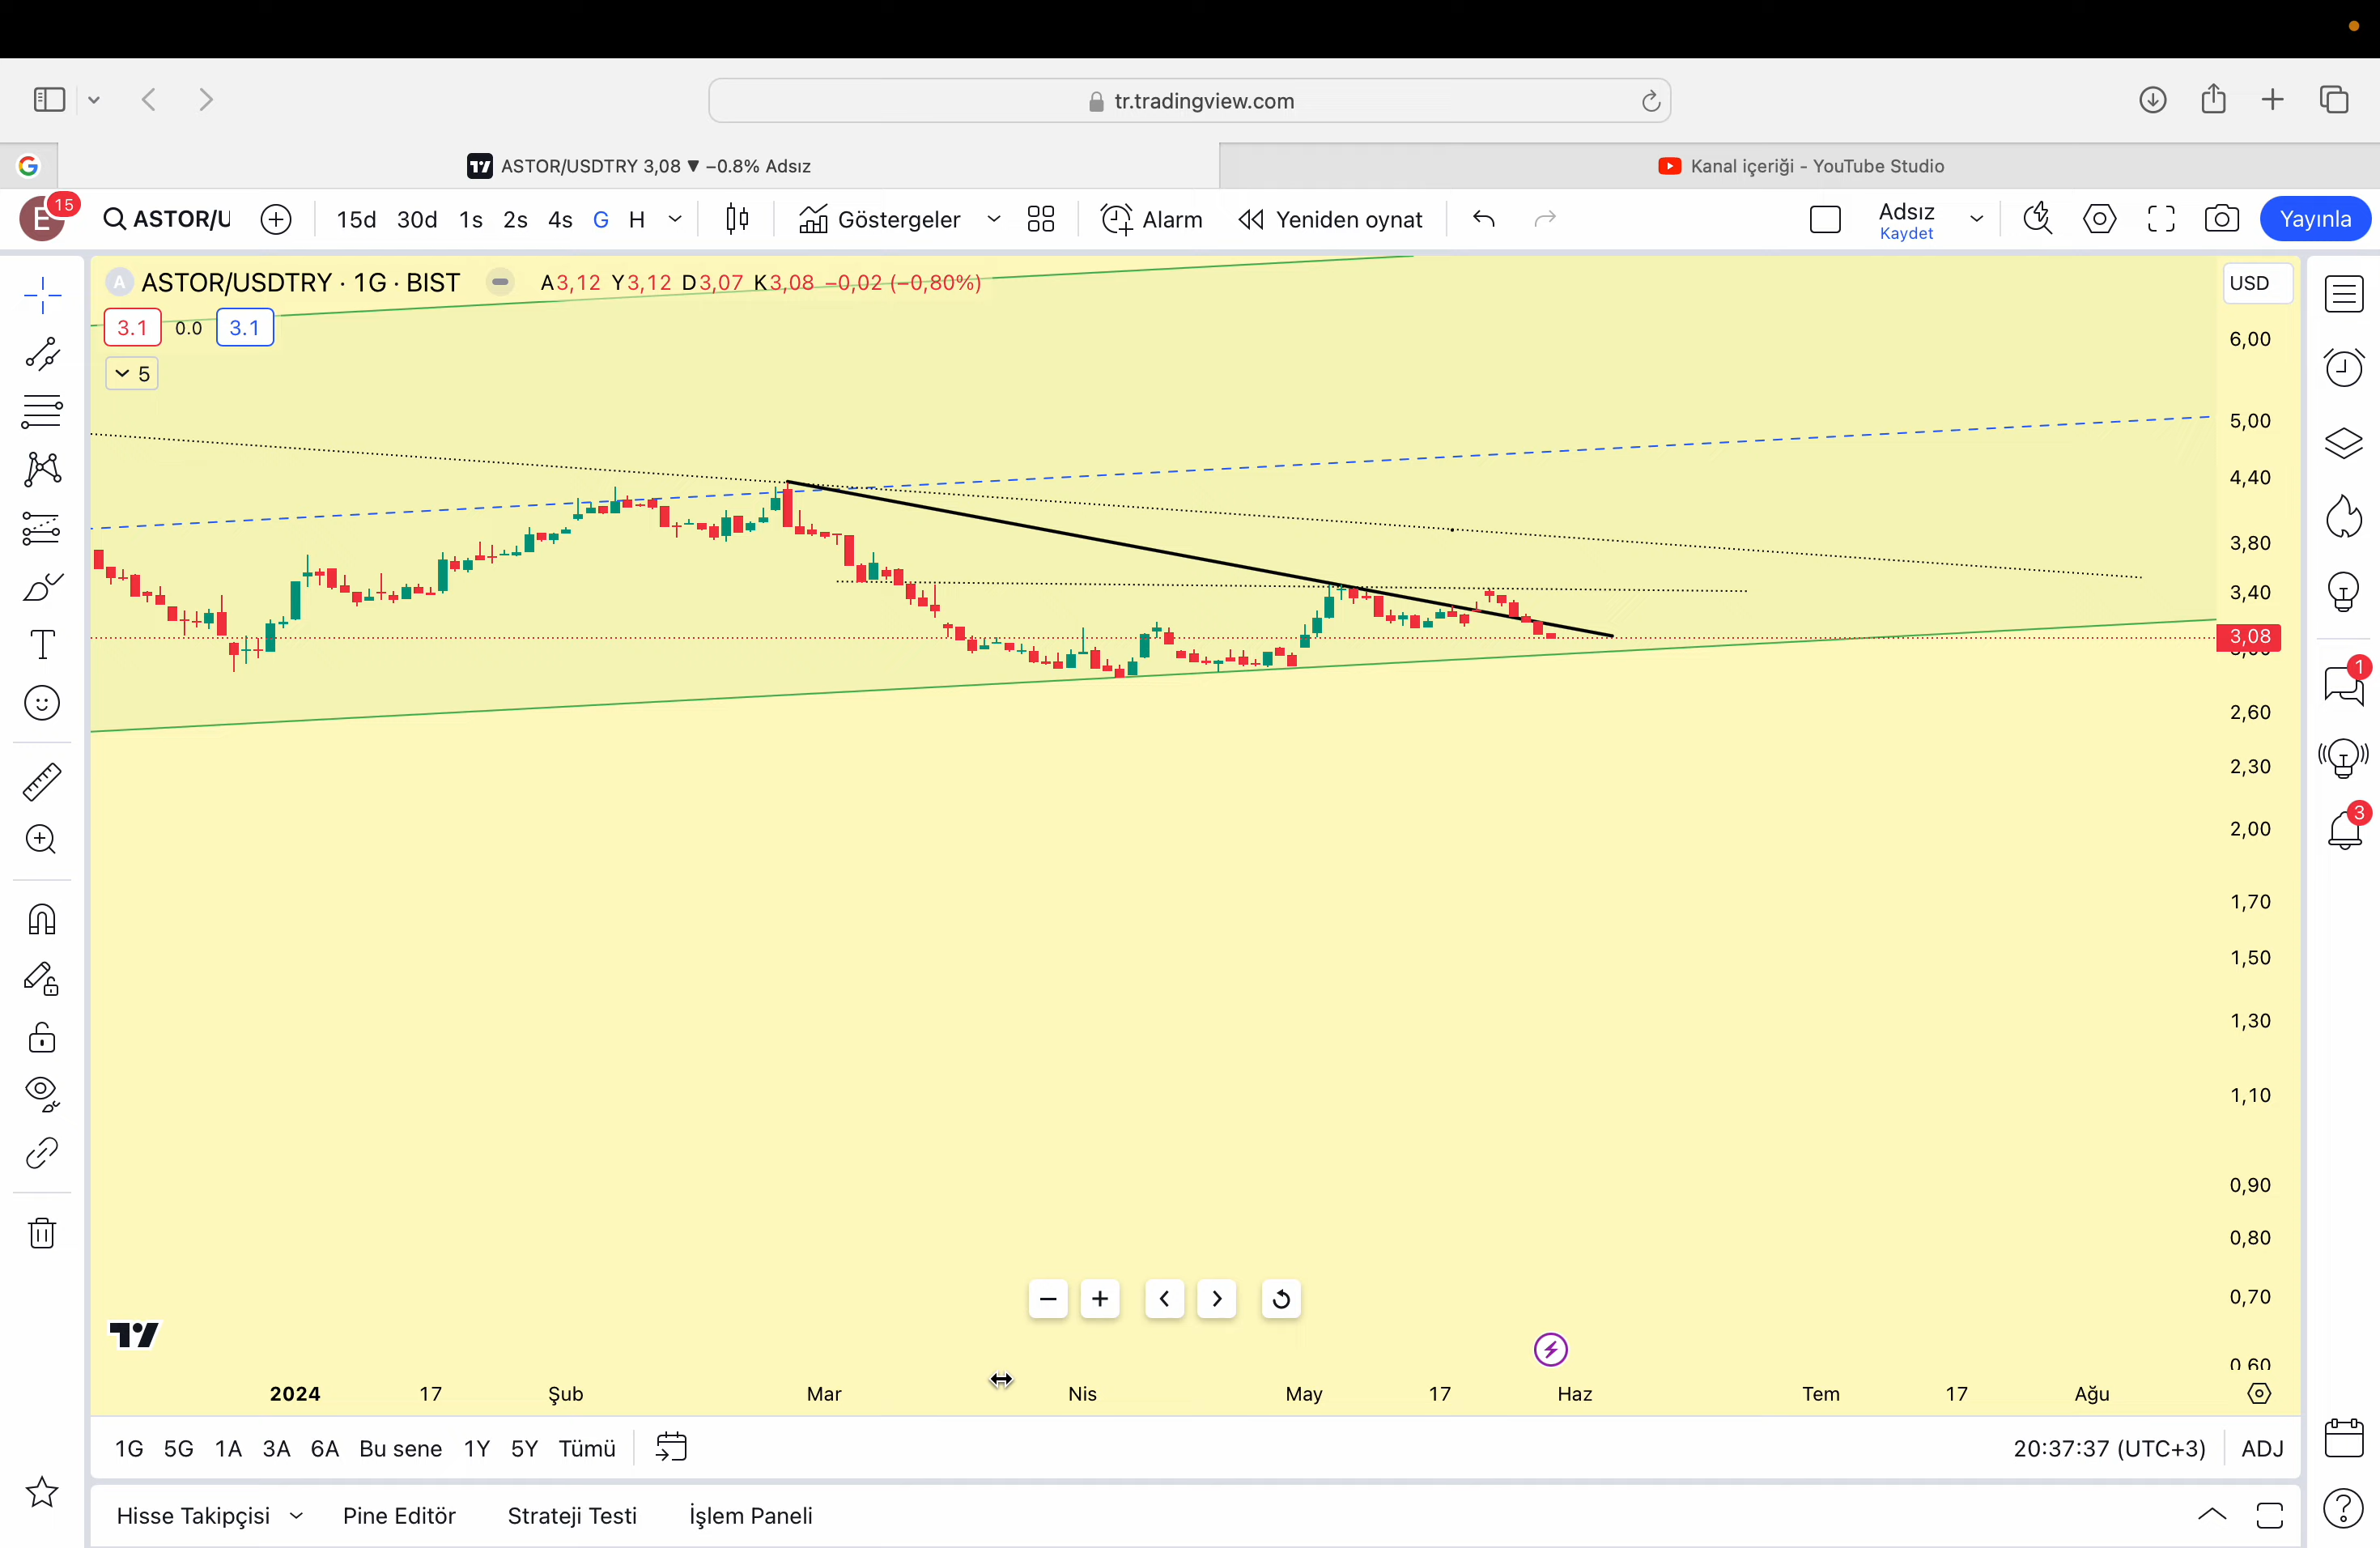 tr.tradingview.com
ASTOR/USDTRY 3,08 ▼ −0.8% Adsız
Kanal içeriği - YouTube Studio
E 15
ASTOR/U
15d 30d 1s 2s 4s G H
Göstergeler
Alarm
Yeniden oynat
Adsız
Kaydet
Yayınla
A ASTOR/USDTRY · 1G · BIST
A3,12 Y3,12 D3,07 K3,08 −0,02 (−0,80%)
USD
3.1 0.0 3.1
5
6,00
5,00
4,40
3,80
3,40
3,08
2,60
2,30
2,00
1,70
1,50
1,30
1,10
0,90
0,80
0,70
0,60
1
3
2024 17 Şub Mar Nis May 17 Haz Tem 17 Ağu
1G 5G 1A 3A 6A Bu sene 1Y 5Y Tümü
20:37:37 (UTC+3) ADJ
Hisse Takipçisi Pine Editör Strateji Testi İşlem Paneli